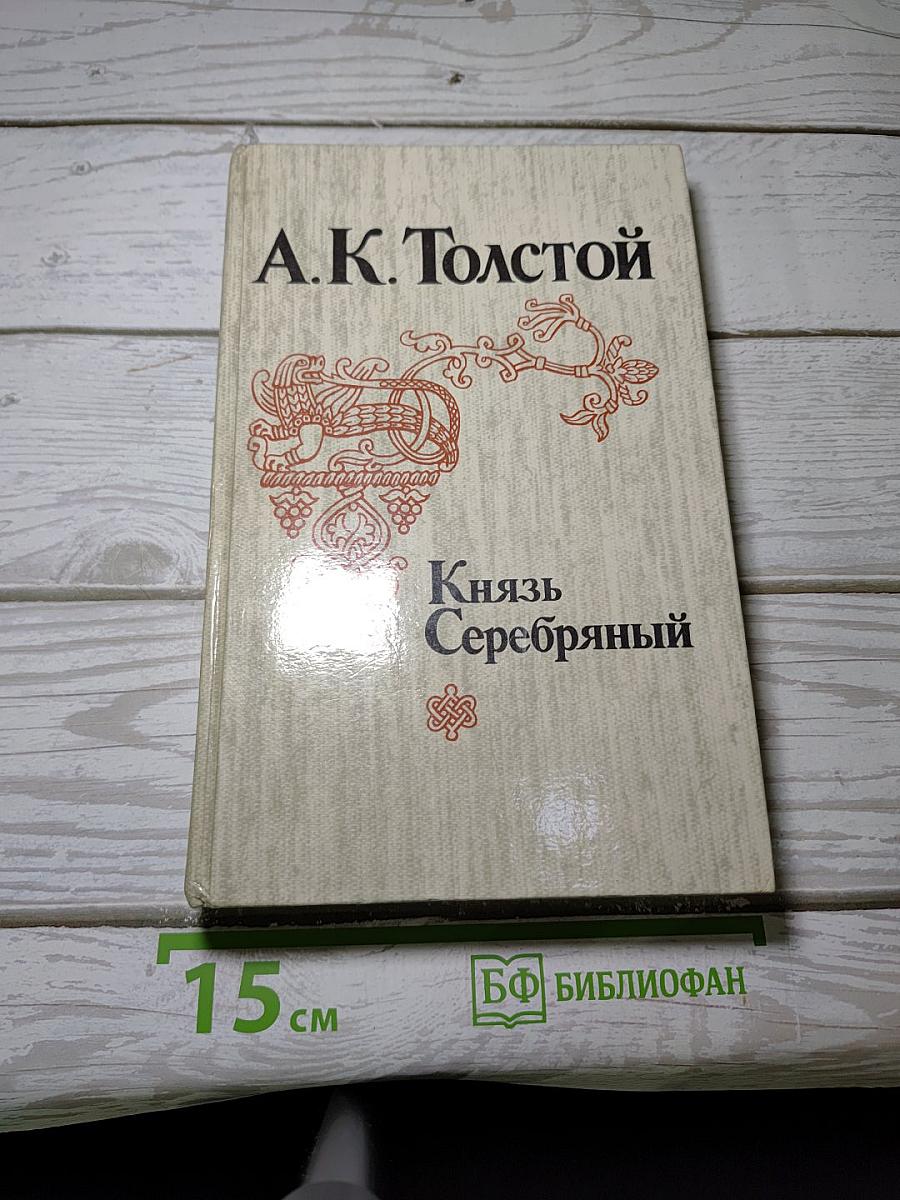 А.К. Толстой
Князь
Серебряный
15 см
БФ БИБЛИОФАН